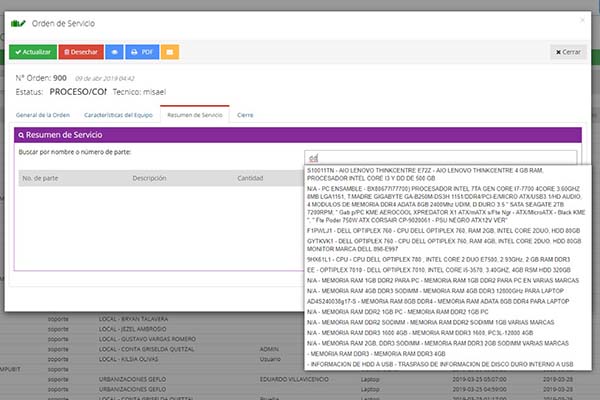 Orden de Servicio
×
Actualizar Desechar PDF × Cerrar
N° Orden: 900 09 de abr 2019 04:42
Estatus: PROCESO/COM Tecnico: misael
General de la Orden Características del Equipo Resumen de Servicio Cierre
Resumen de Servicio
Buscar por nombre o número de parte: dd
No. de parte Descripción Cantidad
S10011TN - AIO LENOVO THINKCENTRE E72Z - AIO LENOVO THINKCENTRE 4 GB RAM,
PROCESADOR INTEL CORE I3 Y DD DE 500 GB
N/A - PC ENSAMBLE - BX80677I77700) PROCESADOR INTEL 7TA GEN CORE I7-7700 4CORE 3.60GHZ
8MB LGA1151, T.MADRE GIGABYTE GA-B250M-DS3H 1151/DDR4/PCI-E/MICRO ATX/USB3.1/HD AUDIO,
4 MODULOS DE MEMORIA DDR4 ADATA 8GB 2400Mhz UDIM, D DURO 3.5 " SATA SEAGATE 2TB
7200RPM, " Gab p/PC KME AEROCOOL XPREDATOR X1 ATX/mATX s/Fte Ngr - ATX/MicroATX - Black KME
", " Fte Poder 750W ATX CORSAIR CP-9020061 - PSU NEGRO ATX12V VER"
F1PWLJ1 - DELL OPTIPLEX 760 - CPU DELL OPTIPLEX 760, RAM 2GB, INTEL CORE 2DUO, HDD 80GB
GYTKVK1 - DELL OPTIPLEX 760 - CPU DELL OPTIPLEX 760, RAM 4GB, INTEL CORE 2DUO, HDD 80GB
MONITOR MARCA DELL 898-E997
9HX61L1 - CPU - CPU DELL OPTIPLEX 780 , INTEL CORE 2 DUO E7500, 2.93GHz, 2 GB RAM DDR3
EE - OPTIPLEX 7010 - DELL OPTIPLEX 7010, INTEL CORE i5-3570, 3.40GHZ, 4GB RSM HDD 320GB
N/A - MEMORIA RAM 1GB DDR2 PARA PC - MEMORIA RAM 1GB DDR2 PARA PC EN VARIAS MARCAS
N/A - MEMORIA RAM 4GB DDR3 SODIMM - MEMORIA RAM 4GB DDR3 12800GHz PARA LAPTOP
AD4S240038g17-S - MEMORIA RAM 8GB DDR4 - MEMORIA RAM ADATA 8GB DDR4 PARA LAPTOP
N/A - MEMORIA RAM DDR2 1GB PC - MEMORIA RAM DDR2 1GB PC
N/A - MEMORIA RAM DDR2 SODIMM - MEMORIA RAM DDR2 SODIMM 1GB VARIAS MARCAS
N/A - MEMORIA RAM DDR3 1600 4GB - MEMORIA RAM DDR3 1600, PC3L-12800 4GB
N/A - MEMORIA RAM 2GB, DDR3 SODIMM - MEMORIA RAM DDR3 2GB SODIMM VARIAS MARCAS
- MEMORIA RAM DDR3 - MEMORIA RAM DDR3 4GB
- INFORMACION DE HDD A USB - TRASPASO DE INFORMACION DE DISCO DURO INTERNO A USB
soporte LOCAL - BRYAN TALAVERA
soporte LOCAL - JEZEL AMBROSIO
soporte LOCAL - GUSTAVO VARGAS ROMERO
soporte LOCAL - CONTA GRISELDA QUETZAL ADMIN
MPUBIT soporte LOCAL - KILSIA OLIVAS Usuario
soporte URBANIZACIONES GEFLO EDUARDO VILLAVICENCIO Laptop 2019-03-25 05:07:00 2019-03-28
soporte URBANIZACIONES GEFLO Laptop 2019-03-25 04:59:00 2019-03-28